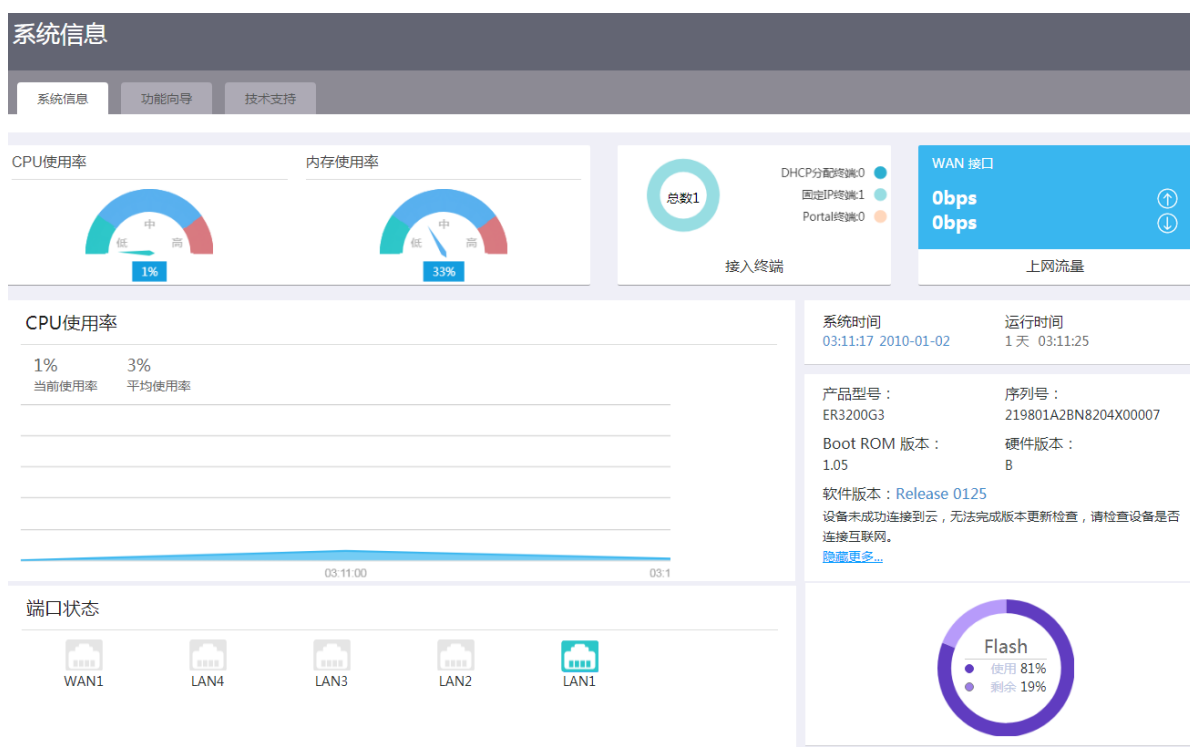 系统信息
系统信息 功能向导 技术支持
CPU使用率
中
低 高
1%
内存使用率
中
低 高
33%
总数1
DHCP分配终端:0
固定IP终端:1
Portal终端:0
接入终端
WAN 接口
0bps
0bps
上网流量
CPU使用率
1% 3%
当前使用率 平均使用率
03:11:00 03:1
系统时间 运行时间
03:11:17 2010-01-02 1 天 03:11:25
产品型号： 序列号：
ER3200G3 219801A2BN8204X00007
Boot ROM 版本： 硬件版本：
1.05 B
软件版本：Release 0125
设备未成功连接到云，无法完成版本更新检查，请检查设备是否
连接互联网。
隐藏更多...
端口状态
WAN1 LAN4 LAN3 LAN2 LAN1
Flash
使用 81%
剩余 19%